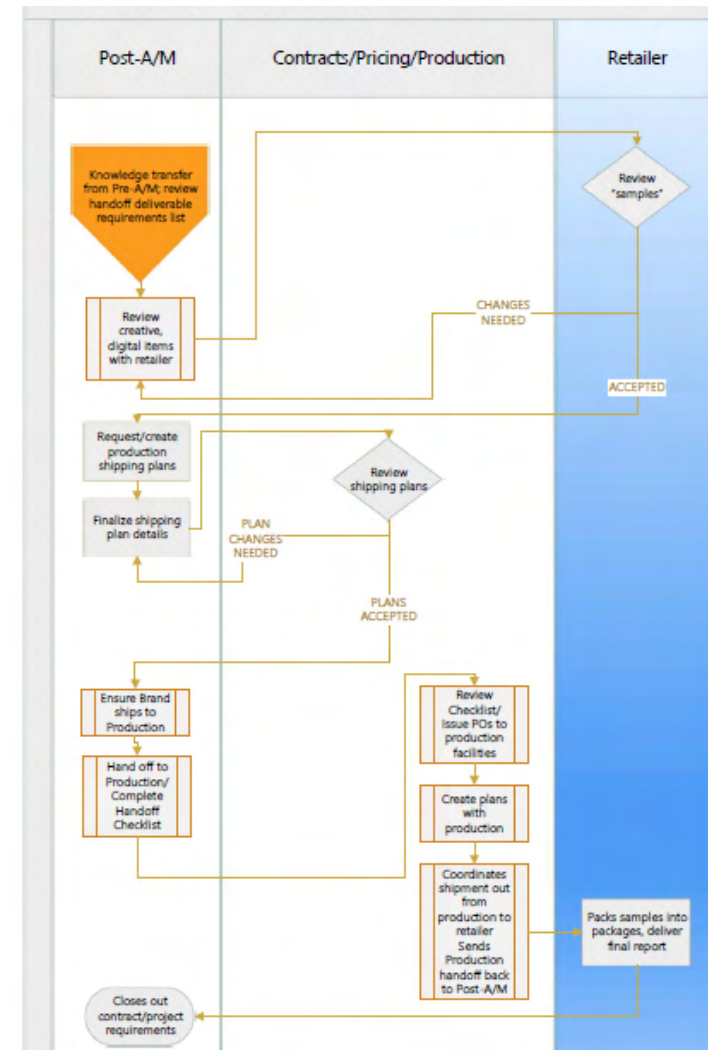 Post-A/M
Contracts/Pricing/Production
Retailer
Knowledge transfer
from Pre-A/M; review
handoff deliverable
requirements list
Review
"samples"
Review
creative,
digital items
with retailer
CHANGES
NEEDED
ACCEPTED
Request/create
production
shipping plans
Review
shipping plans
Finalize shipping
plan details
PLAN
CHANGES
NEEDED
PLANS
ACCEPTED
Ensure Brand
ships to
Production
Review
Checklist/
Issue POs to
production
facilities
Hand off to
Production/
Complete
Handoff
Checklist
Create plans
with
production
Coordinates
shipment out
from
production to
retailer
Sends
Production
handoff back
to Post-A/M
Packs samples into
packages, deliver
final report
Closes out
contract/project
requirements